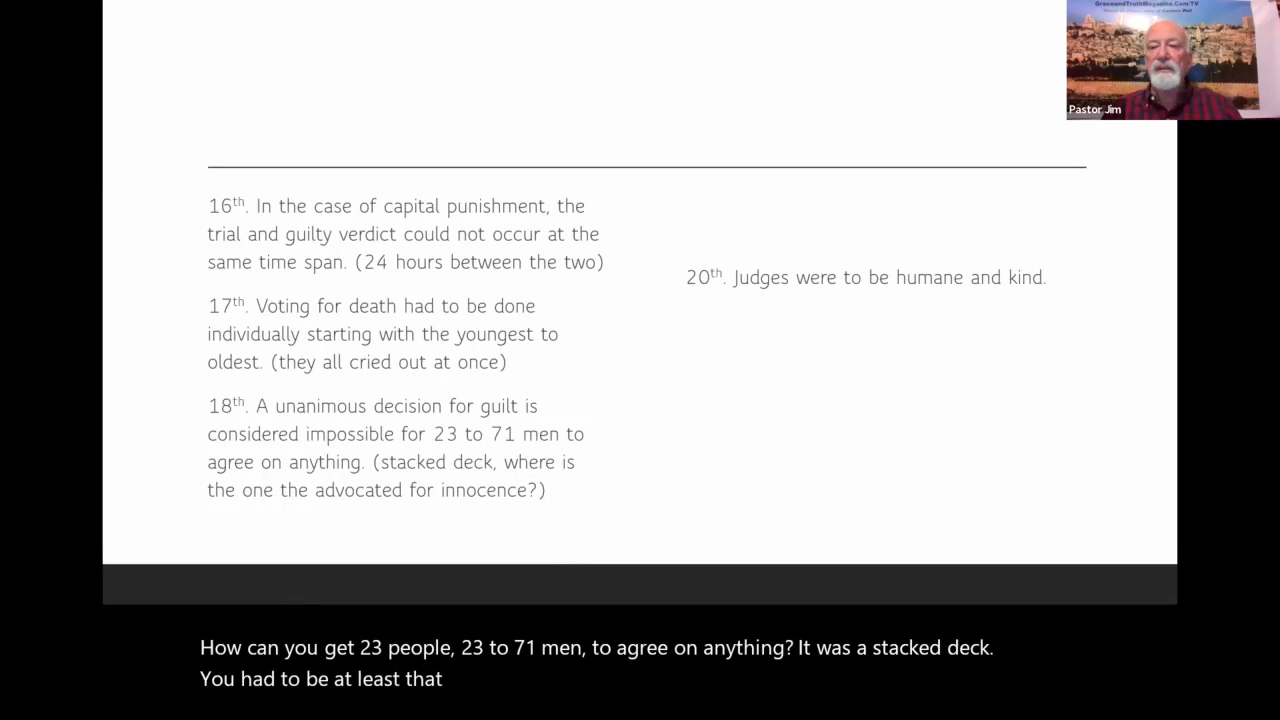 GraceandTruthMagazine.Com/TV
Pastor Jim
16th. In the case of capital punishment, the
trial and guilty verdict could not occur at the
same time span. (24 hours between the two)
17th. Voting for death had to be done
individually starting with the youngest to
oldest. (they all cried out at once)
18th. A unanimous decision for guilt is
considered impossible for 23 to 71 men to
agree on anything. (stacked deck, where is
the one the advocated for innocence?)
20th. Judges were to be humane and kind.
How can you get 23 people, 23 to 71 men, to agree on anything? It was a stacked deck.
You had to be at least that